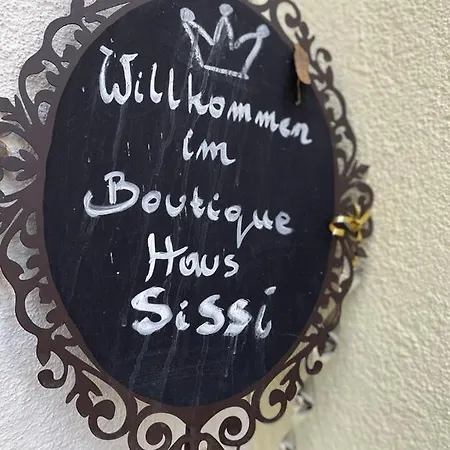 Willkommen
im
Boutique
Haus
Sissi